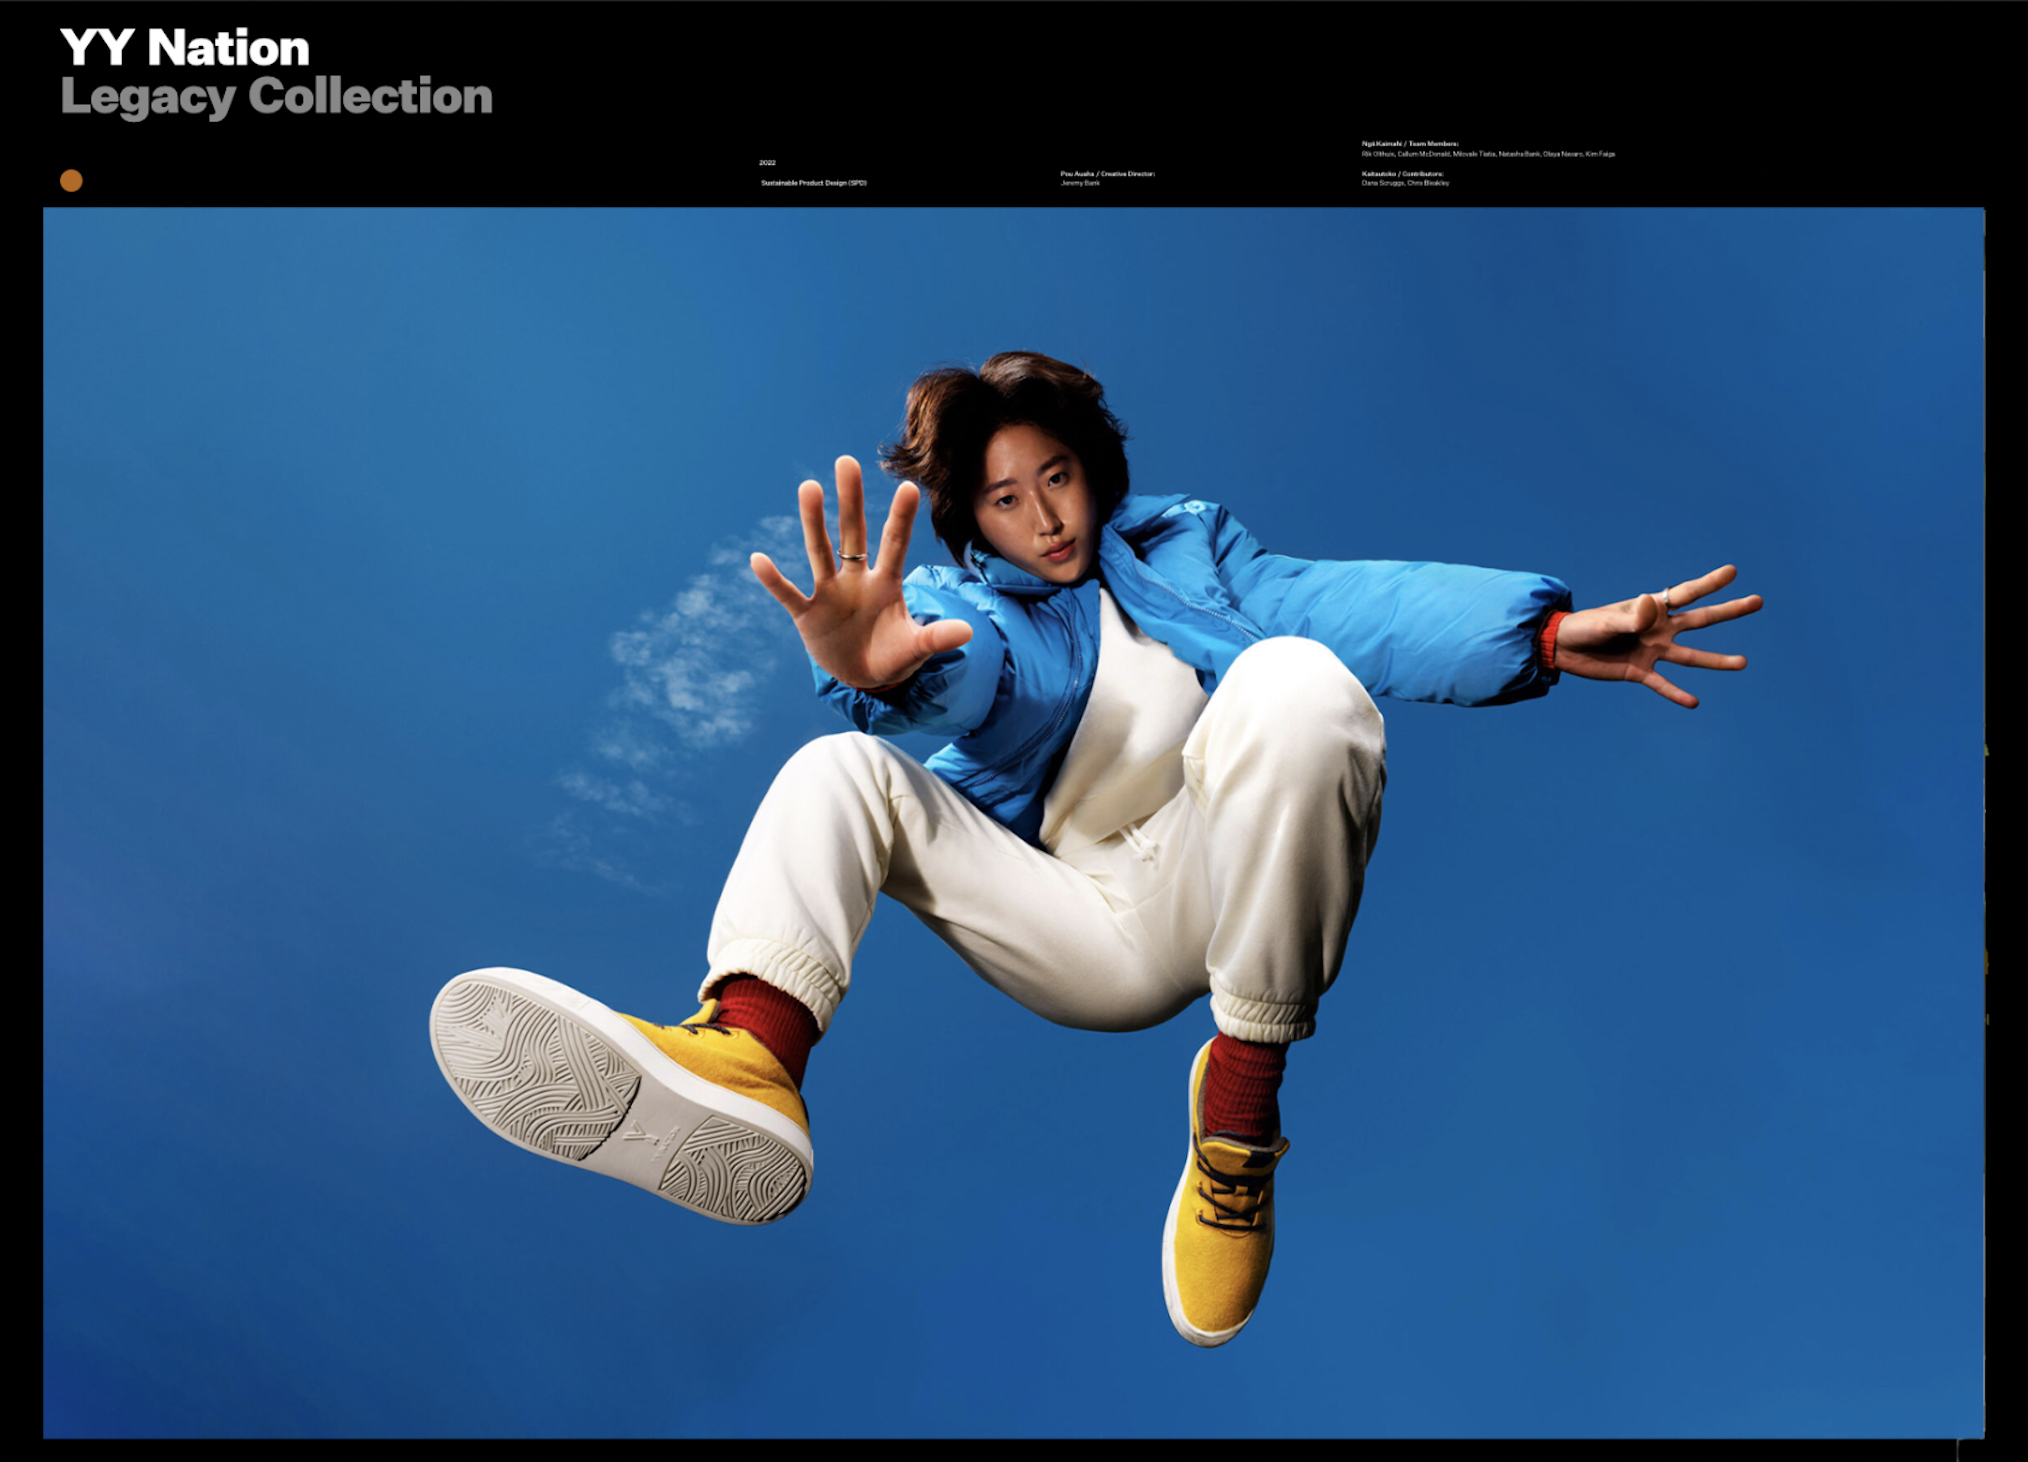 YY Nation
Legacy Collection
2022
Sustainable Product Design (SPD)
Pou Auaha / Creative Director:
Jeremy Bank
Ngā Kaimahi / Team Members:
Rik Olthuis, Callum McDonald, Milovale Tiatia, Natasha Bank, Olaya Navaro, Kim Faiga
Kaitautoko / Contributors:
Dana Scruggs, Chris Bleakley